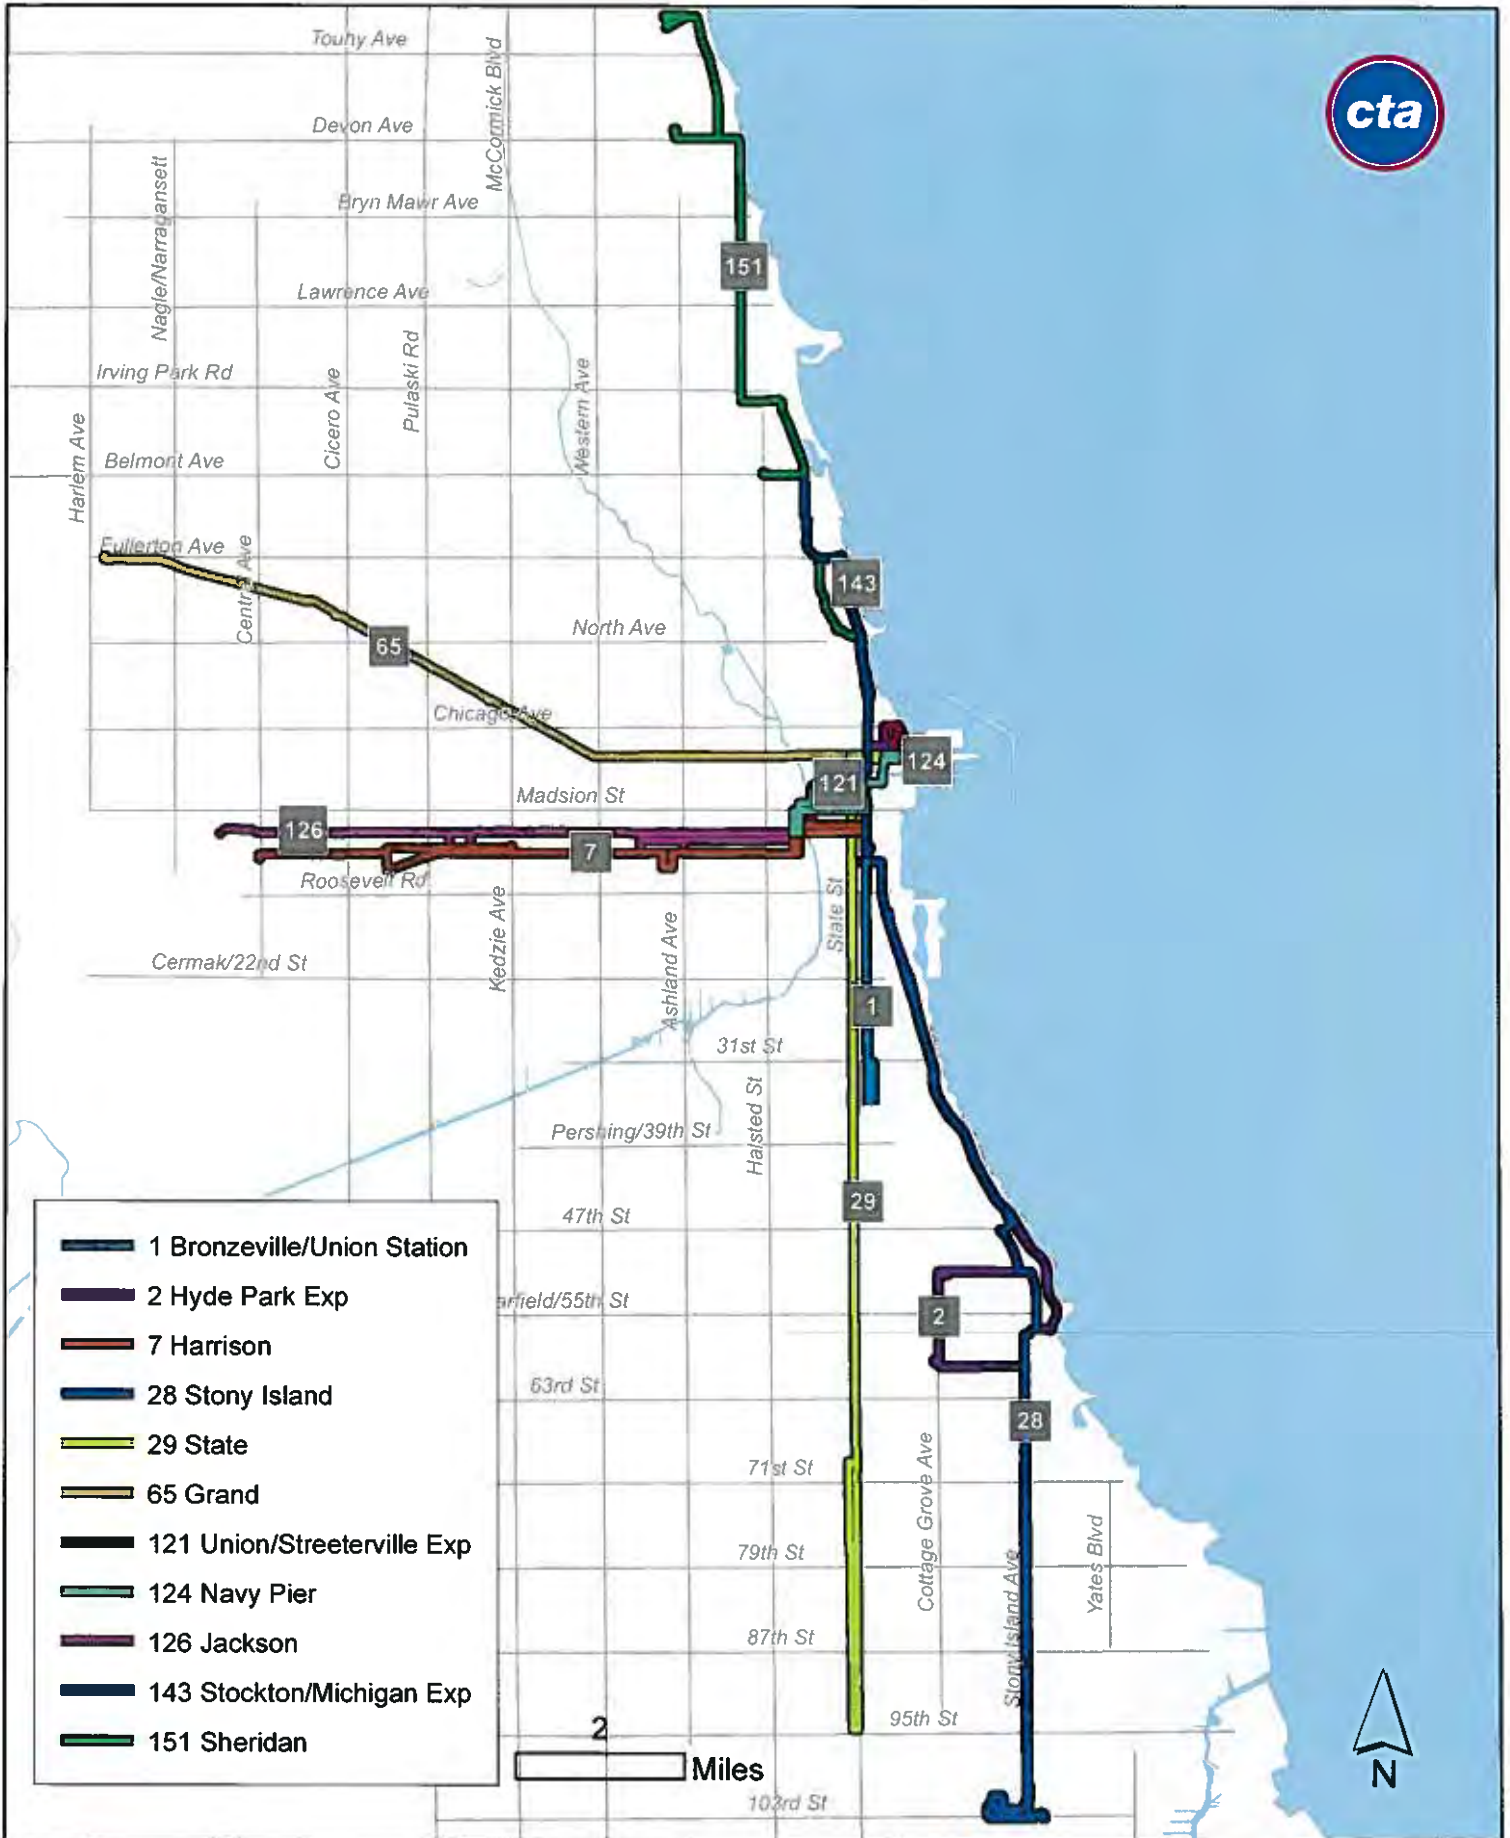 Touhy Ave
McCormick Blvd
cta
Devon Ave
Nagle/Narragansett
Bryn Mawr Ave
151
Lawrence Ave
Irving Park Rd
Cicero Ave
Pulaski Rd
Western Ave
Harlem Ave
Belmont Ave
Fullerton Ave
Central Ave
143
65
North Ave
Chicago Ave
124
121
Madsion St
126
7
Roosevelt Rd
State St
Kedzie Ave
Ashland Ave
Cermak/22nd St
1
31st St
Halsted St
Pershing/39th St
29
47th St
1 Bronzeville/Union Station
2 Hyde Park Exp
7 Harrison
28 Stony Island
29 State
65 Grand
121 Union/Streeterville Exp
124 Navy Pier
126 Jackson
143 Stockton/Michigan Exp
151 Sheridan
arfield/55th St
2
63rd St
28
71st St
Cottage Grove Ave
79th St
Yates Blvd
Stony Island Ave
87th St
95th St
2
Miles
N
103rd St